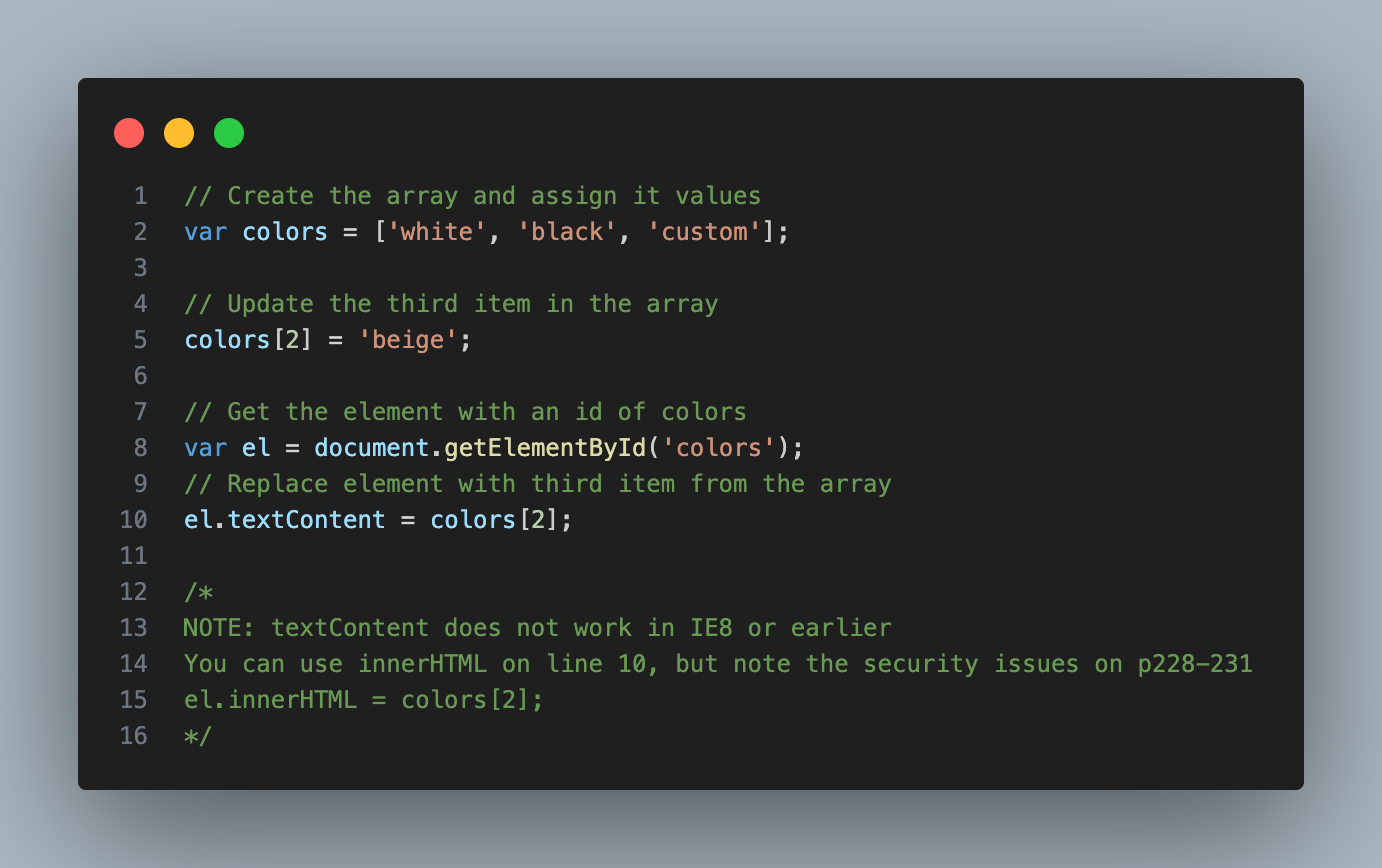 1 // Create the array and assign it values
2 var colors = ['white', 'black', 'custom'];
3
4 // Update the third item in the array
5 colors[2] = 'beige';
6
7 // Get the element with an id of colors
8 var el = document.getElementById('colors');
9 // Replace element with third item from the array
10 el.textContent = colors[2];
11
12 /*
13 NOTE: textContent does not work in IE8 or earlier
14 You can use innerHTML on line 10, but note the security issues on p228–231
15 el.innerHTML = colors[2];
16 */